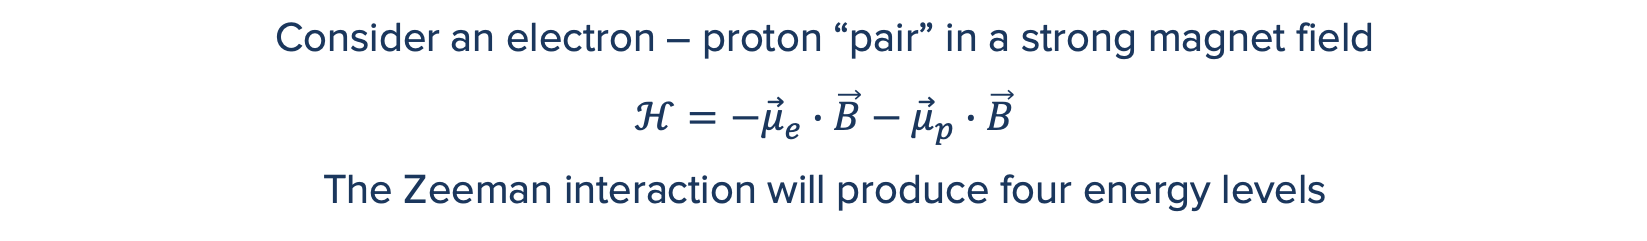 Consider an electron – proton “pair” in a strong magnet field
ℋ = −μ⃗ₑ · B⃗ − μ⃗ₚ · B⃗
The Zeeman interaction will produce four energy levels